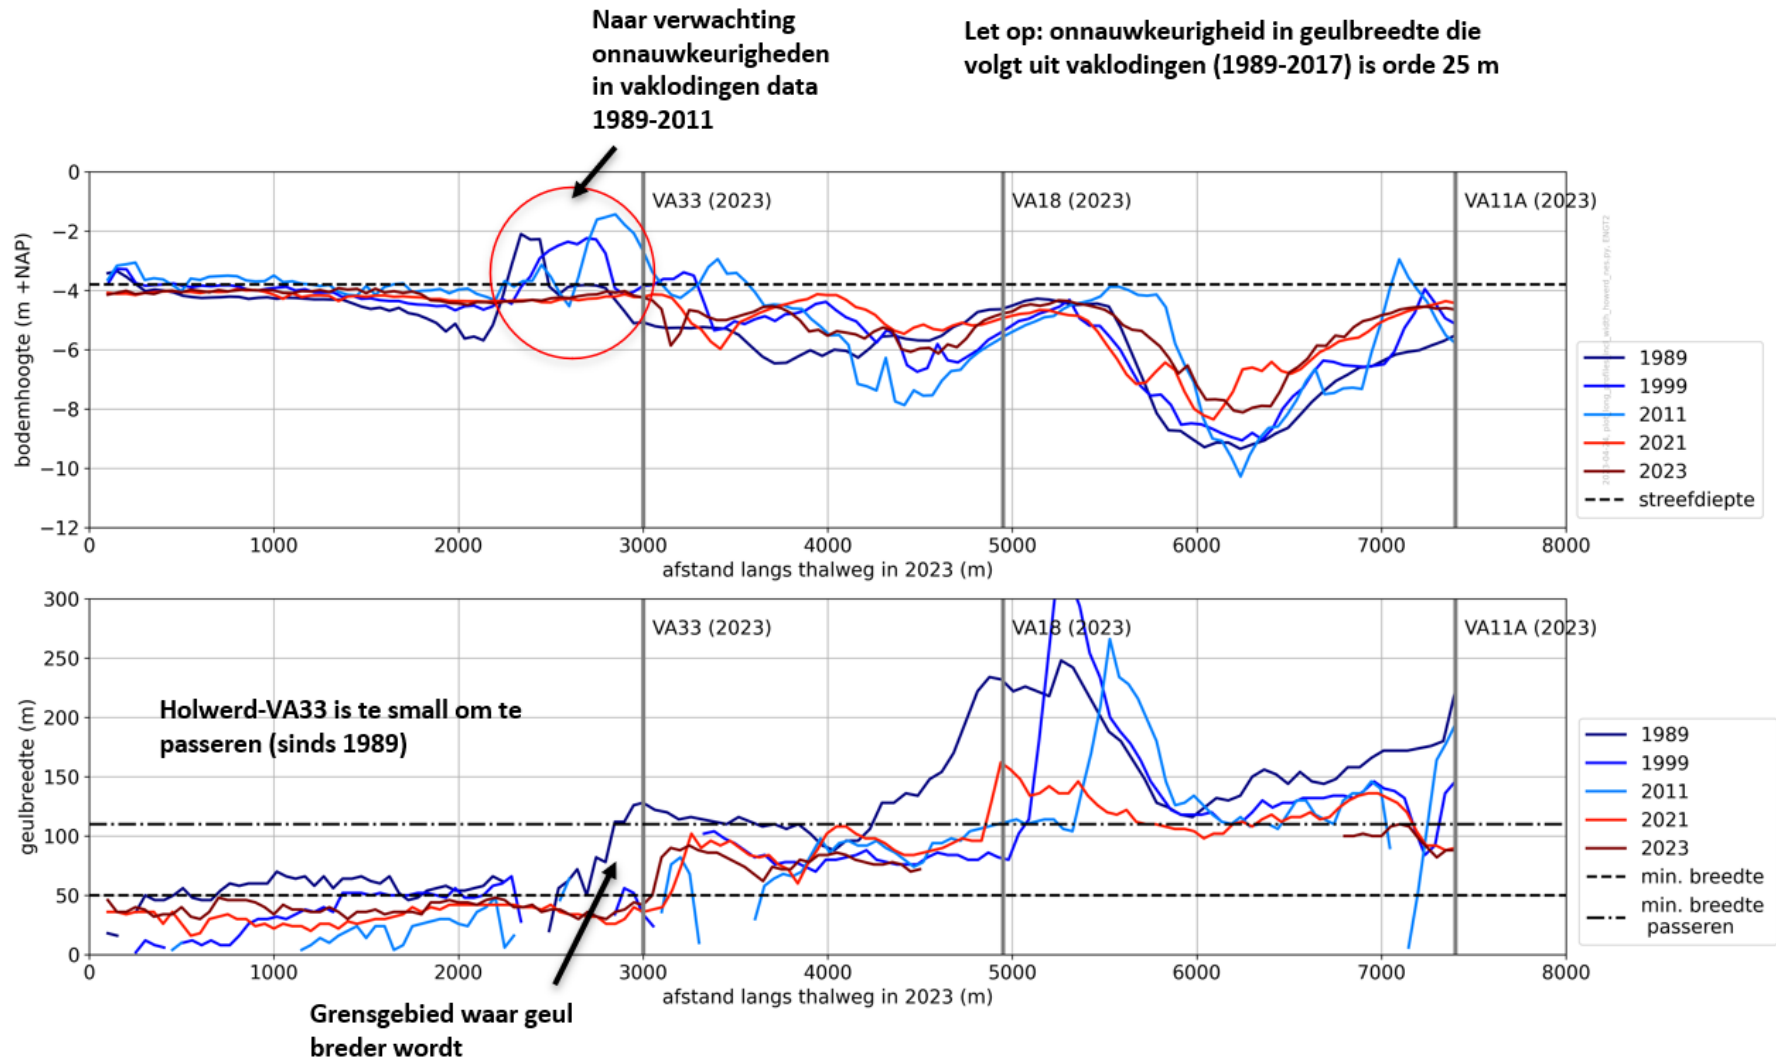 Naar verwachting
onnauwkeurigheden
in vaklodingen data
1989-2011
Let op: onnauwkeurigheid in geulbreedte die
volgt uit vaklodingen (1989-2017) is orde 25 m
bodemhoogte (m +NAP)
0
−2
−4
−6
−8
−10
−12
VA33 (2023)
VA18 (2023)
VA11A (2023)
1989
1999
2011
2021
2023
streefdiepte
0
1000
2000
3000
4000
5000
6000
7000
8000
afstand langs thalweg in 2023 (m)
geulbreedte (m)
300
250
200
150
100
50
0
VA33 (2023)
VA18 (2023)
VA11A (2023)
Holwerd-VA33 is te small om te
passeren (sinds 1989)
1989
1999
2011
2021
2023
min. breedte
min. breedte
passeren
0
1000
2000
3000
4000
5000
6000
7000
8000
afstand langs thalweg in 2023 (m)
Grensgebied waar geul
breder wordt